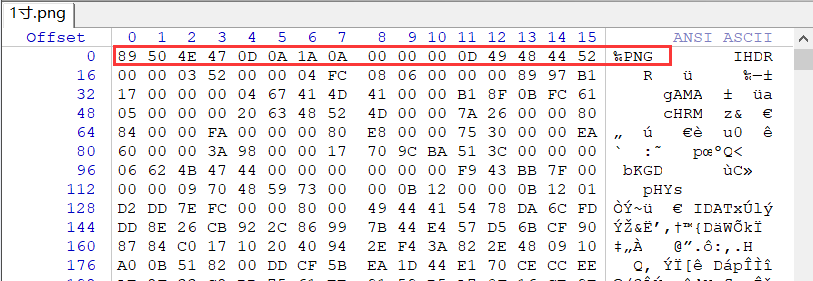 1寸.png
Offset 0 1 2 3 4 5 6 7 8 9 10 11 12 13 14 15 ANSI ASCII
0 89 50 4E 47 0D 0A 1A 0A 00 00 00 0D 49 48 44 52 ‰PNG IHDR
16 00 00 03 52 00 00 04 FC 08 06 00 00 00 89 97 B1 R ü ‰—±
32 17 00 00 00 04 67 41 4D 41 00 00 B1 8F 0B FC 61 gAMA ± üa
48 05 00 00 00 20 63 48 52 4D 00 00 7A 26 00 00 80 cHRM z& €
64 84 00 00 FA 00 00 00 80 E8 00 00 75 30 00 00 EA „ ú €è u0 ê
80 60 00 00 3A 98 00 00 17 70 9C BA 51 3C 00 00 00 ` :˜ pœºQ<
96 06 62 4B 47 44 00 00 00 00 00 00 F9 43 BB 7F 00 bKGD ùC»
112 00 00 09 70 48 59 73 00 00 0B 12 00 00 0B 12 01 pHYs
128 D2 DD 7E FC 00 00 80 00 49 44 41 54 78 DA 6C FD ÒÝ~ü € IDATxÚlý
144 DD 8E 26 CB 92 2C 86 99 7B 44 E4 57 D5 6B CF 90 ÝŽ&Ë’,†™{DäWÕkÏ
160 87 84 C0 17 10 20 40 94 2E F4 3A 82 2E 48 09 10 ‡„À @”.ô:‚.H
176 A0 0B 51 82 00 DD CF 5B EA 1D 44 E1 70 CE CC EE Q‚ ÝÏ[ê DápÎÌî